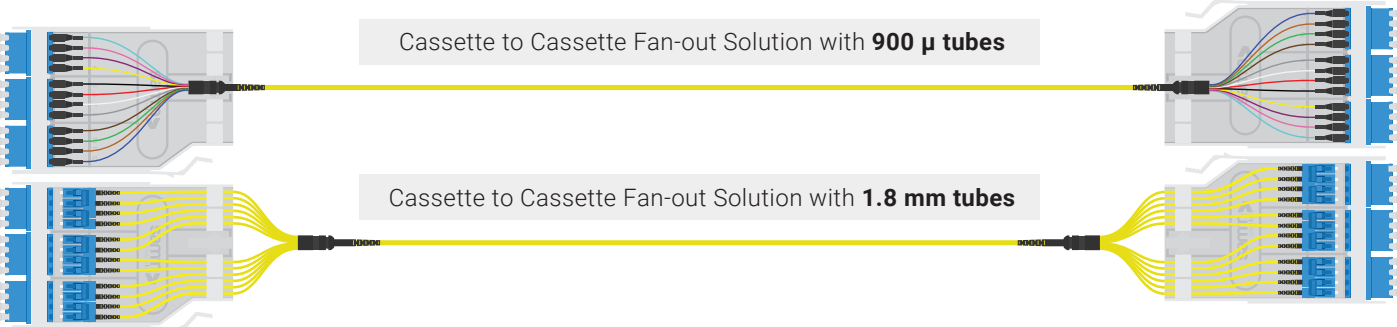 Cassette to Cassette Fan-out Solution with 900 µ tubes
Cassette to Cassette Fan-out Solution with 1.8 mm tubes